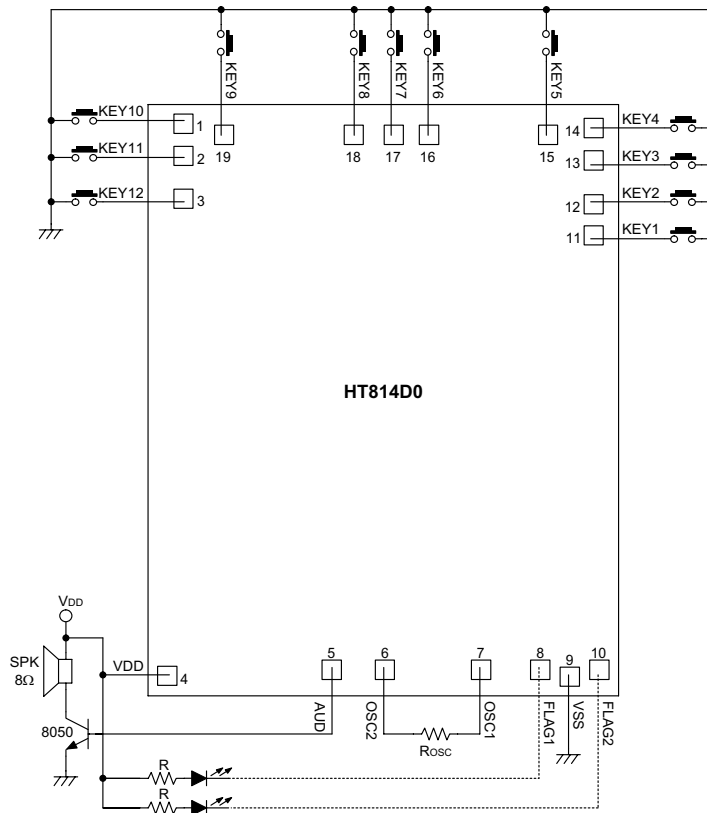 KEY9
KEY8
KEY7
KEY6
KEY5
KEY10
1
KEY11
2
KEY12
3
19
18
17
16
15
14
KEY4
13
KEY3
12
KEY2
11
KEY1
HT814D0
VDD
SPK
8Ω
VDD
4
5
6
7
8
9
10
8050
AUD
OSC2
ROSC
OSC1
FLAG1
VSS
FLAG2
R
R